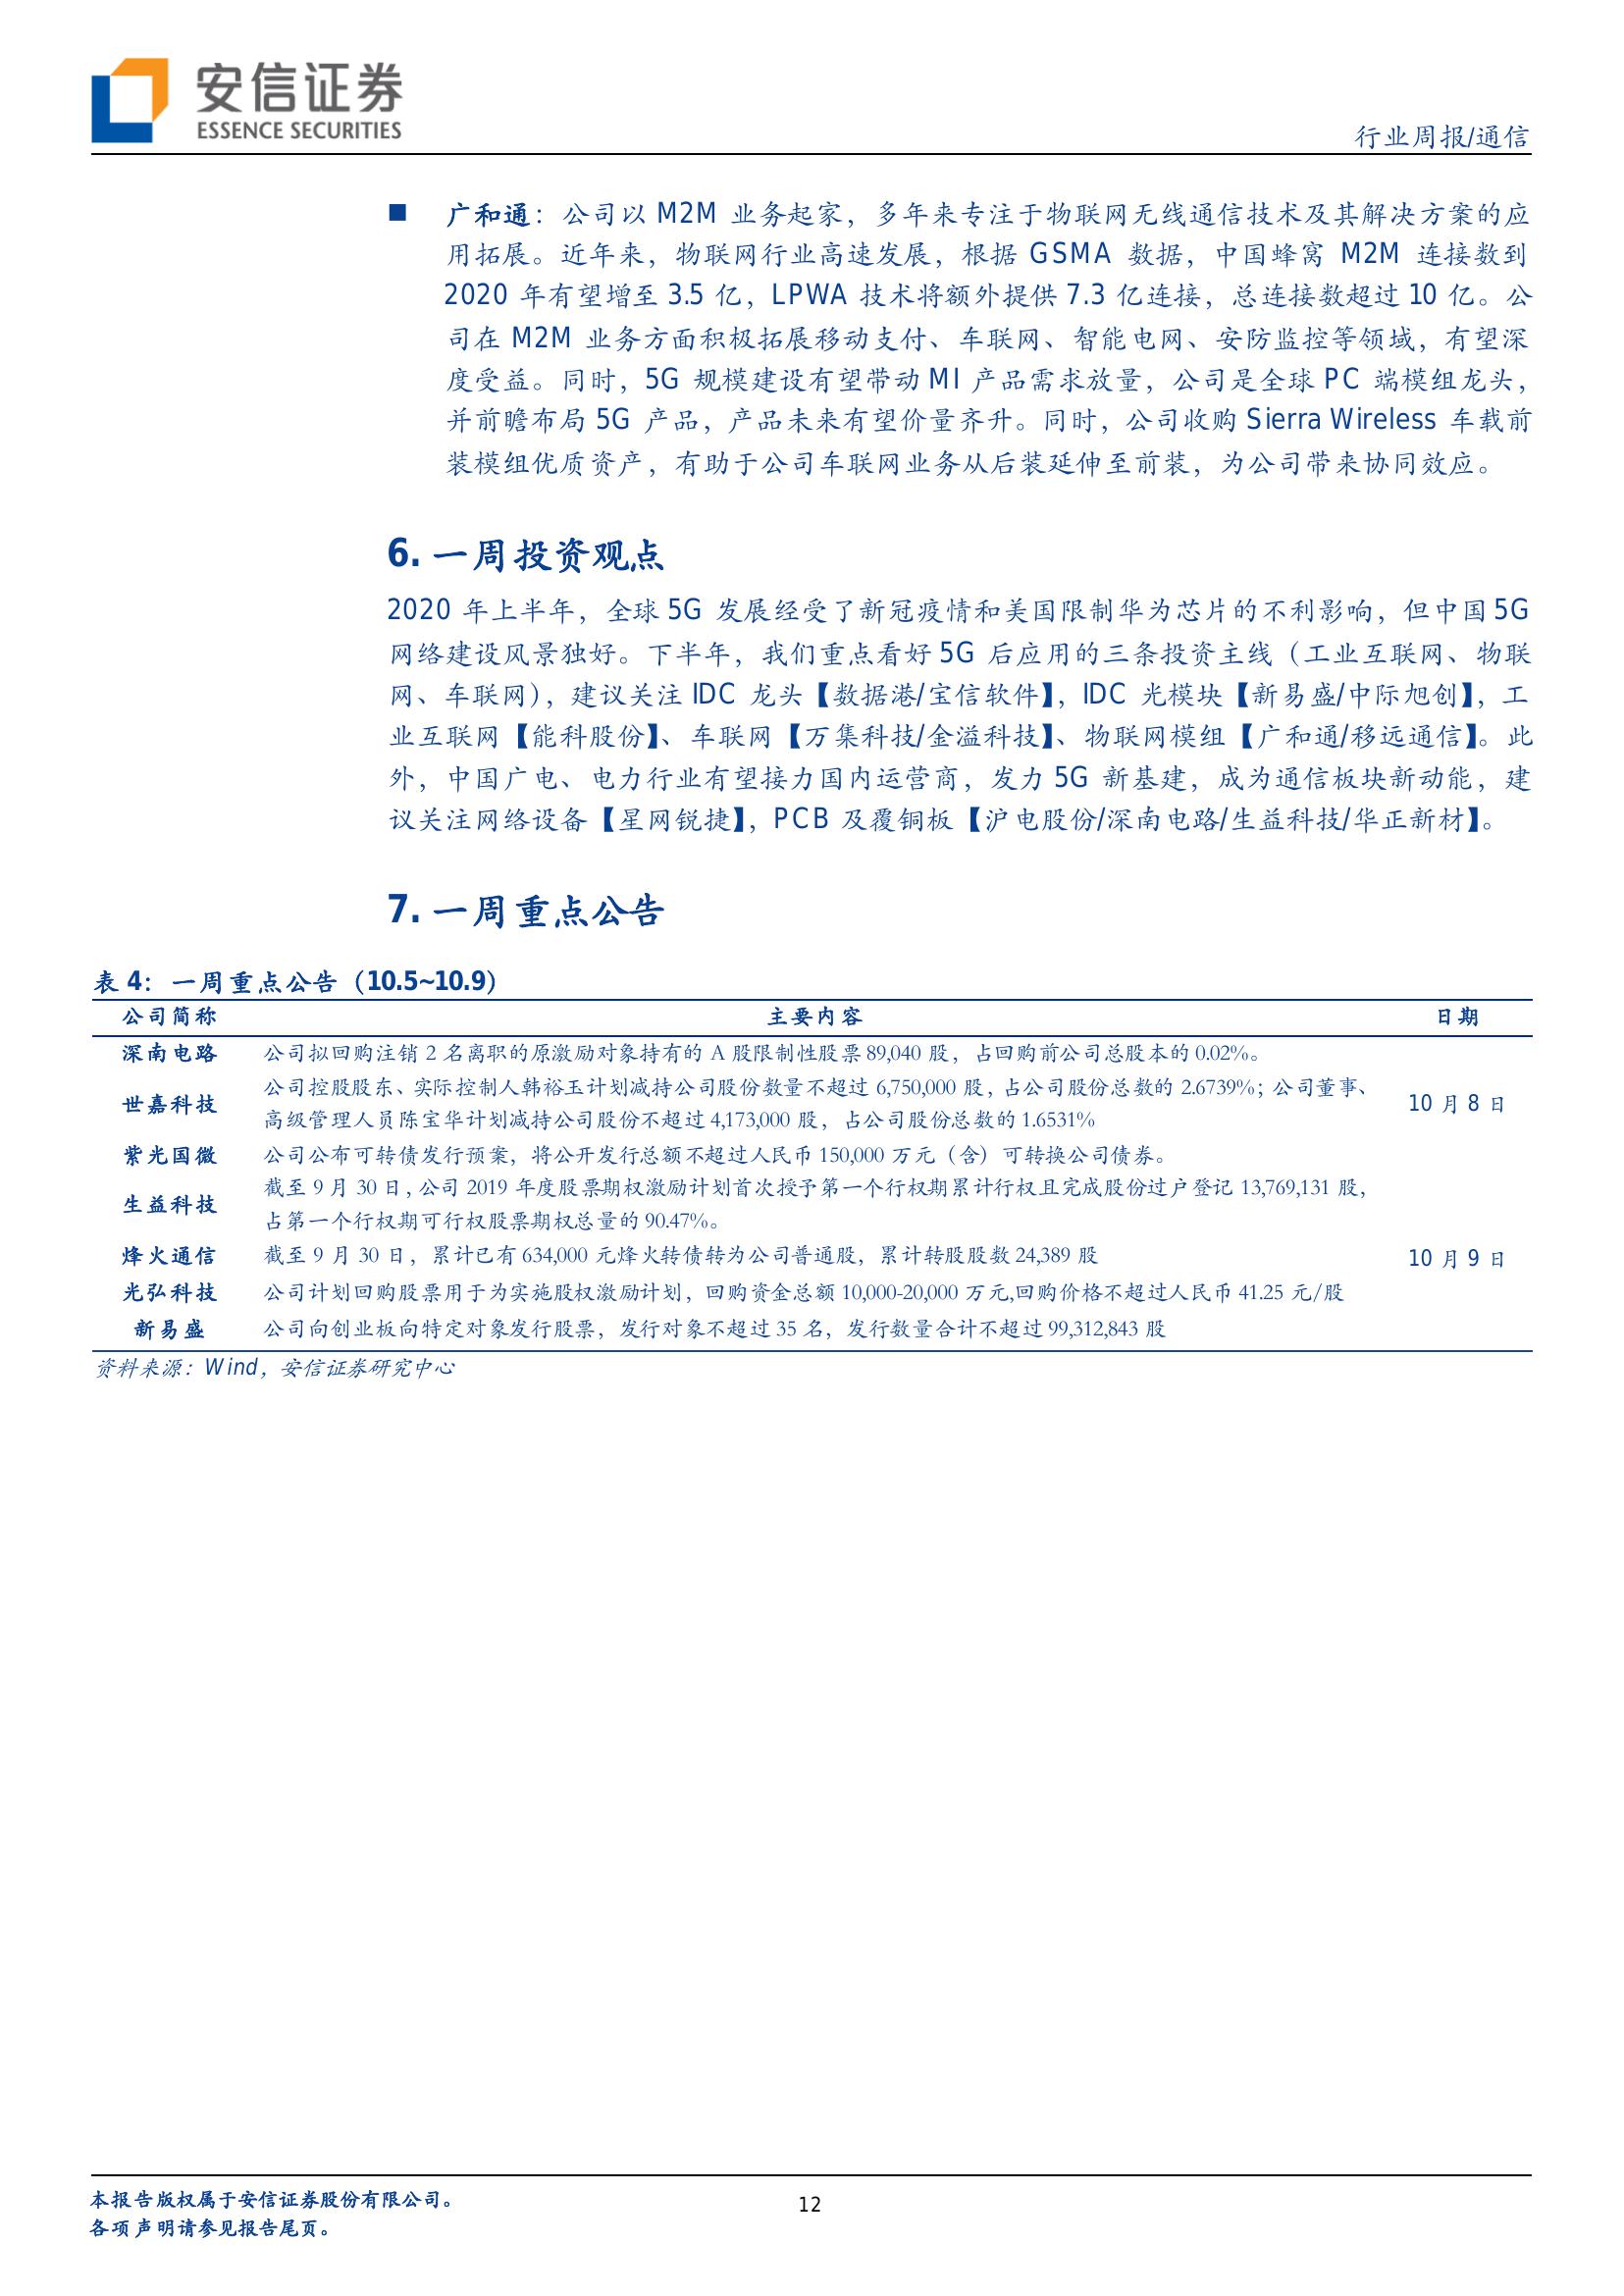 安信证券
ESSENCE SECURITIES
行业周报/通信
■ 广和通：公司以 M2M 业务起家，多年来专注于物联网无线通信技术及其解决方案的应
用拓展。近年来，物联网行业高速发展，根据 GSMA 数据，中国蜂窝 M2M 连接数到
2020 年有望增至 3.5 亿，LPWA 技术将额外提供 7.3 亿连接，总连接数超过 10 亿。公
司在 M2M 业务方面积极拓展移动支付、车联网、智能电网、安防监控等领域，有望深
度受益。同时，5G 规模建设有望带动 MI 产品需求放量，公司是全球 PC 端模组龙头，
并前瞻布局 5G 产品，产品未来有望价量齐升。同时，公司收购 Sierra Wireless 车载前
装模组优质资产，有助于公司车联网业务从后装延伸至前装，为公司带来协同效应。
6. 一周投资观点
2020 年上半年，全球 5G 发展经受了新冠疫情和美国限制华为芯片的不利影响，但中国 5G
网络建设风景独好。下半年，我们重点看好 5G 后应用的三条投资主线（工业互联网、物联
网、车联网），建议关注 IDC 龙头【数据港/宝信软件】，IDC 光模块【新易盛/中际旭创】，工
业互联网【能科股份】、车联网【万集科技/金溢科技】、物联网模组【广和通/移远通信】。此
外，中国广电、电力行业有望接力国内运营商，发力 5G 新基建，成为通信板块新动能，建
议关注网络设备【星网锐捷】，PCB 及覆铜板【沪电股份/深南电路/生益科技/华正新材】。
7. 一周重点公告
表 4：一周重点公告（10.5~10.9）
公司简称 主要内容 日期
深南电路 公司拟回购注销 2 名离职的原激励对象持有的 A 股限制性股票 89,040 股，占回购前公司总股本的 0.02%。
世嘉科技 公司控股股东、实际控制人韩裕玉计划减持公司股份数量不超过 6,750,000 股，占公司股份总数的 2.6739%；公司董事、
高级管理人员陈宝华计划减持公司股份不超过 4,173,000 股，占公司股份总数的 1.6531%
10 月 8 日
紫光国微 公司公布可转债发行预案，将公开发行总额不超过人民币 150,000 万元（含）可转换公司债券。
生益科技 截至 9 月 30 日，公司 2019 年度股票期权激励计划首次授予第一个行权期累计行权且完成股份过户登记 13,769,131 股，
占第一个行权期可行权股票期权总量的 90.47%。
烽火通信 截至 9 月 30 日，累计已有 634,000 元烽火转债转为公司普通股，累计转股股数 24,389 股
10 月 9 日
光弘科技 公司计划回购股票用于为实施股权激励计划，回购资金总额 10,000-20,000 万元,回购价格不超过人民币 41.25 元/股
新易盛 公司向创业板向特定对象发行股票，发行对象不超过 35 名，发行数量合计不超过 99,312,843 股
资料来源：Wind，安信证券研究中心
本报告版权属于安信证券股份有限公司。
各项声明请参见报告尾页。
12